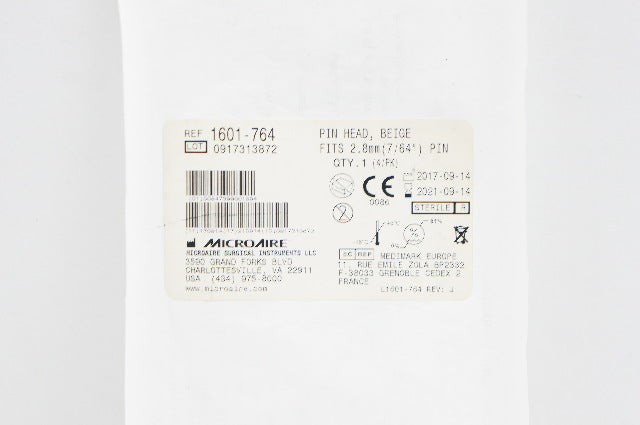 REF 1601-764
LOT 0917313872
PIN HEAD, BEIGE
FITS 2.8mm(7/64") PIN
QTY.1 (4/PK)
CE
0086
2017-09-14
2021-09-14
STERILE R
MICROAIRE
MICROAIRE SURGICAL INSTRUMENTS LLC
3590 GRAND FORKS BLVD
CHARLOTTESVILLE, VA 22911
USA (434) 975-8000
www.microaire.com
EC REP MEDIMARK EUROPE
11, RUE EMILE ZOLA BP2332
F-38033 GRENOBLE CEDEX 2
FRANCE
L1601-764 REV: J